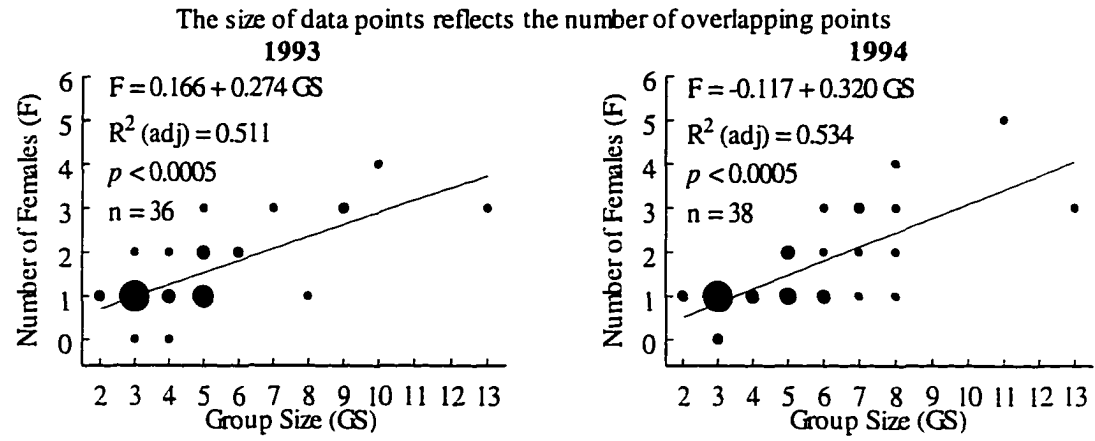 The size of data points reflects the number of overlapping points
1993
F = 0.166 + 0.274 GS
R² (adj) = 0.511
p < 0.0005
n = 36
Number of Females (F)
6
5
4
3
2
1
0
2 3 4 5 6 7 8 9 10 11 12 13
Group Size (GS)
1994
F = -0.117 + 0.320 GS
R² (adj) = 0.534
p < 0.0005
n = 38
Number of Females (F)
6
5
4
3
2
1
0
2 3 4 5 6 7 8 9 10 11 12 13
Group Size (GS)